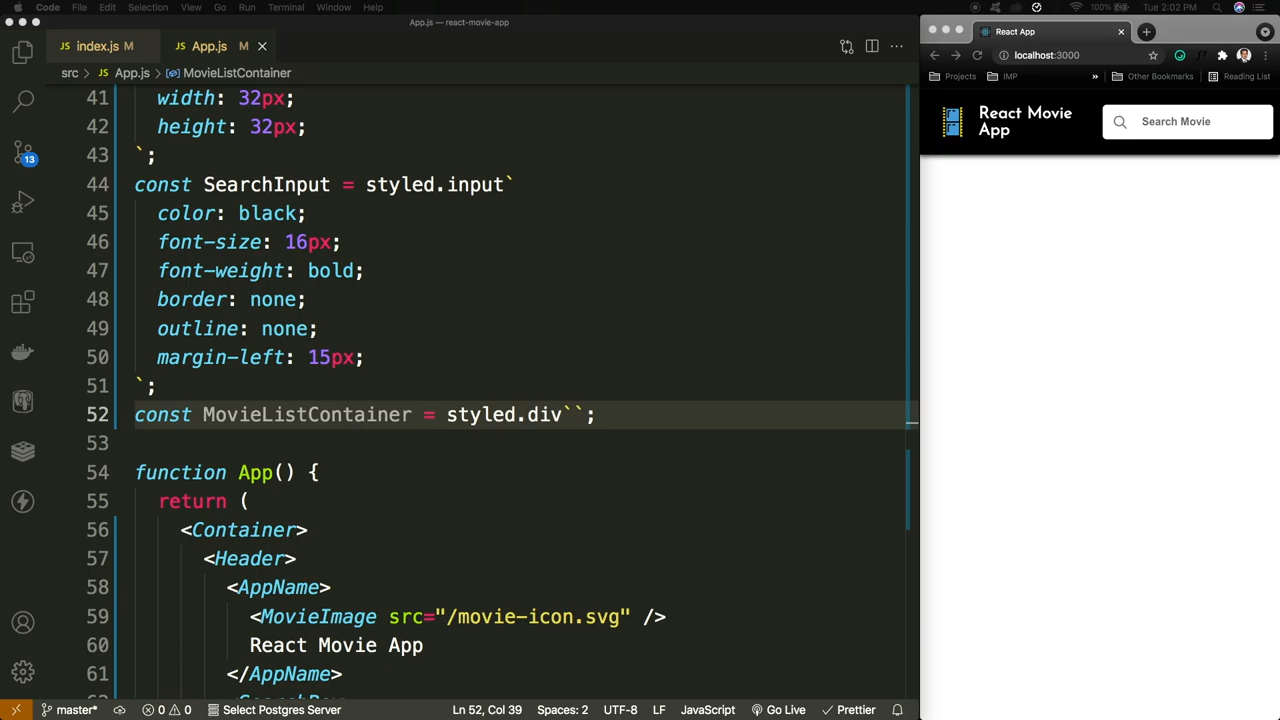 Code File Edit Selection View Go Run Terminal Window Help
100% Tue 2:02 PM
App.js — react-movie-app
JS index.js M
JS App.js M
src > JS App.js > MovieListContainer
41 width: 32px;
42 height: 32px;
43 `;
44 const SearchInput = styled.input`
45 color: black;
46 font-size: 16px;
47 font-weight: bold;
48 border: none;
49 outline: none;
50 margin-left: 15px;
51 `;
52 const MovieListContainer = styled.div``;
53
54 function App() {
55 return (
56 <Container>
57 <Header>
58 <AppName>
59 <MovieImage src="/movie-icon.svg" />
60 React Movie App
61 </AppName>
13
master* 0 0 Select Postgres Server Ln 52, Col 39 Spaces: 2 UTF-8 LF JavaScript Go Live Prettier
React App
localhost:3000
Projects IMP » Other Bookmarks Reading List
React Movie
App
Search Movie